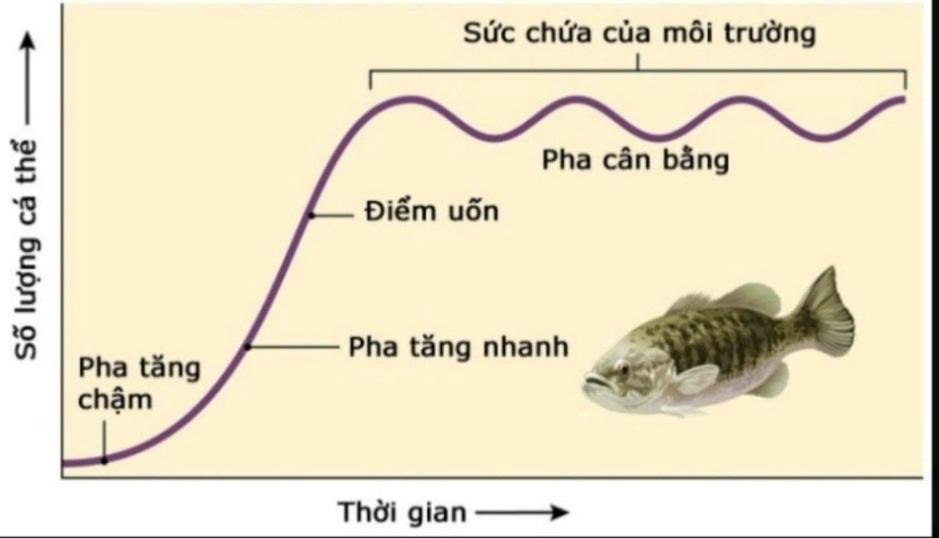 Sức chứa của môi trường
Pha cân bằng
Điểm uốn
Pha tăng nhanh
Pha tăng
chậm
Số lượng cá thể
Thời gian